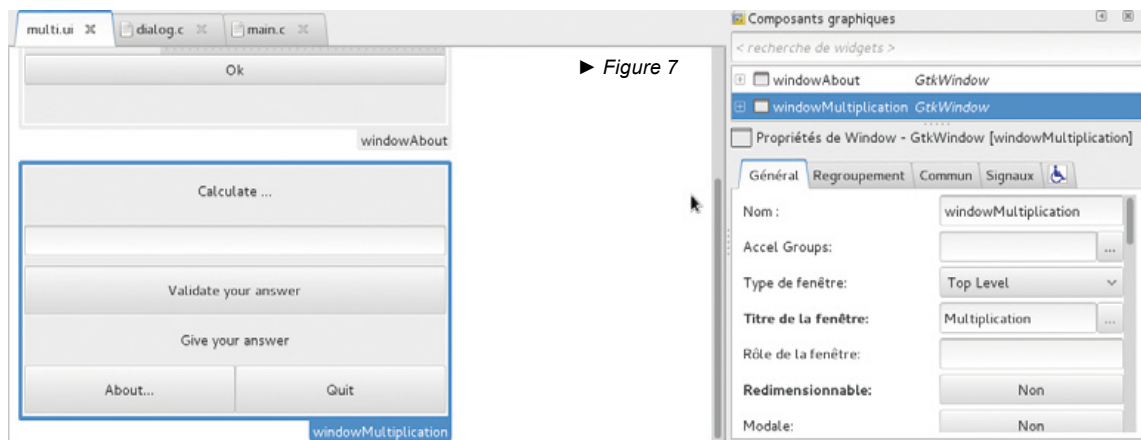 multi.ui
dialog.c
main.c
Ok
► Figure 7
windowAbout
Calculate ...
Validate your answer
Give your answer
About...
Quit
windowMultiplication
Composants graphiques
< recherche de widgets >
windowAbout GtkWindow
windowMultiplication GtkWindow
Propriétés de Window - GtkWindow [windowMultiplication]
Général Regroupement Commun Signaux
Nom : windowMultiplication
Accel Groups: ...
Type de fenêtre: Top Level
Titre de la fenêtre: Multiplication ...
Rôle de la fenêtre:
Redimensionnable: Non
Modale: Non